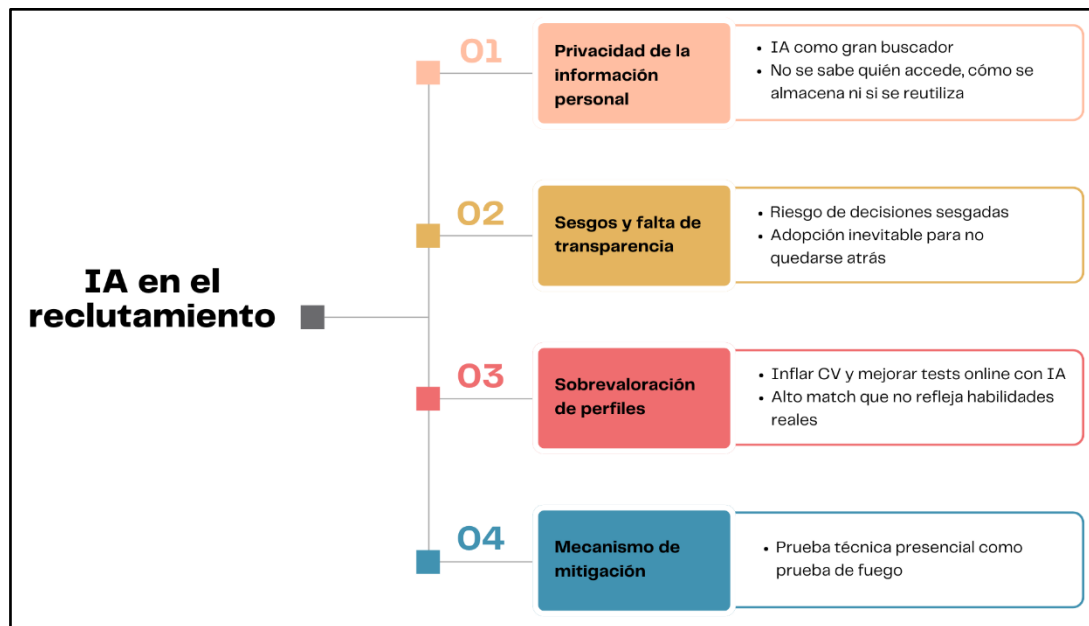 IA en el
reclutamiento
01
Privacidad de la
información
personal
• IA como gran buscador
• No se sabe quién accede, cómo se
almacena ni si se reutiliza
02
Sesgos y falta de
transparencia
• Riesgo de decisiones sesgadas
• Adopción inevitable para no
quedarse atrás
03
Sobrevaloración
de perfiles
• Inflar CV y mejorar tests online con IA
• Alto match que no refleja habilidades
reales
04
Mecanismo de
mitigación
• Prueba técnica presencial como
prueba de fuego